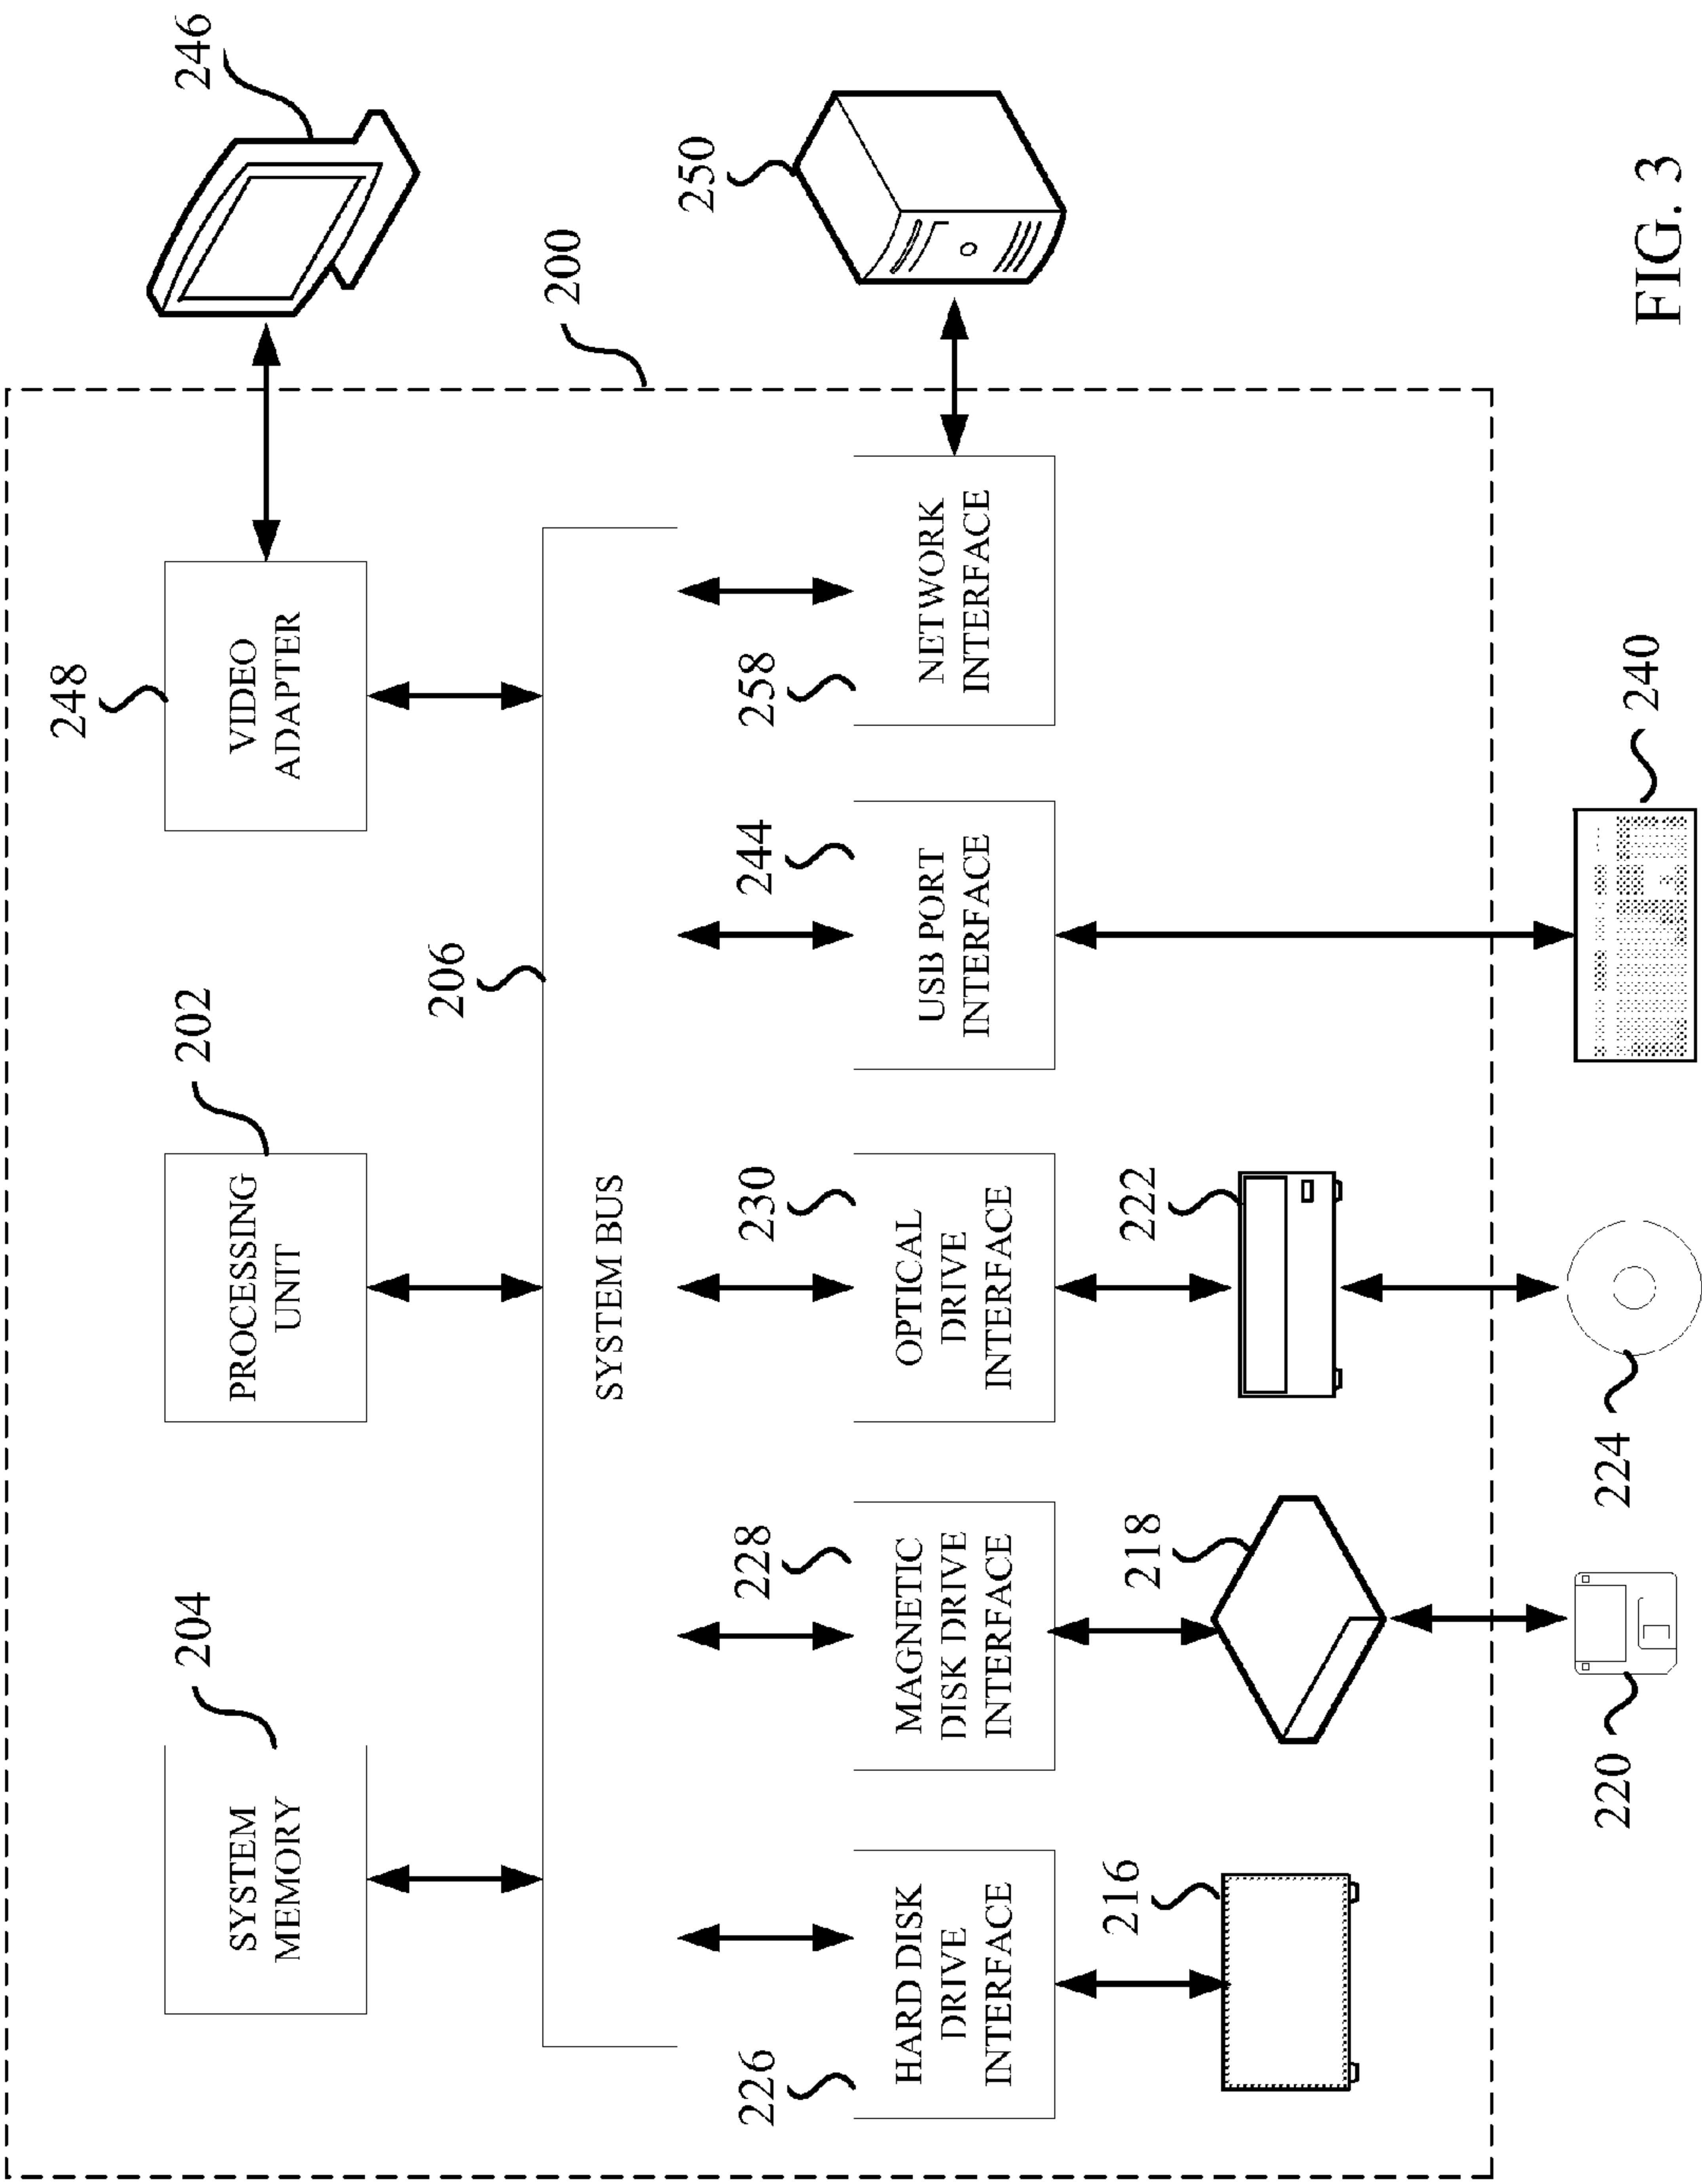 204
SYSTEM
MEMORY
202
PROCESSING
UNIT
248
VIDEO
ADAPTER
246
206
SYSTEM BUS
200
226
HARD DISK
DRIVE
INTERFACE
228
MAGNETIC
DISK DRIVE
INTERFACE
230
OPTICAL
DRIVE
INTERFACE
244
USB PORT
INTERFACE
258
NETWORK
INTERFACE
250
216
218
222
220
224
240
FIG. 3